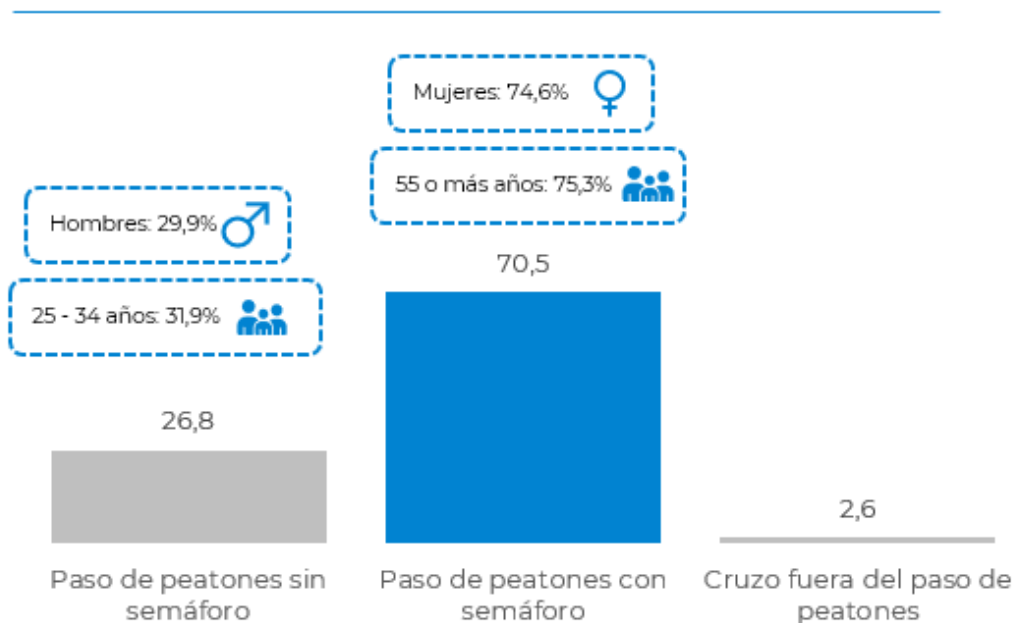 Mujeres: 74,6%
55 o más años: 75,3%
Hombres: 29,9%
25 - 34 años: 31,9%
70,5
26,8
2,6
Paso de peatones sin
semáforo
Paso de peatones con
semáforo
Cruzo fuera del paso de
peatones